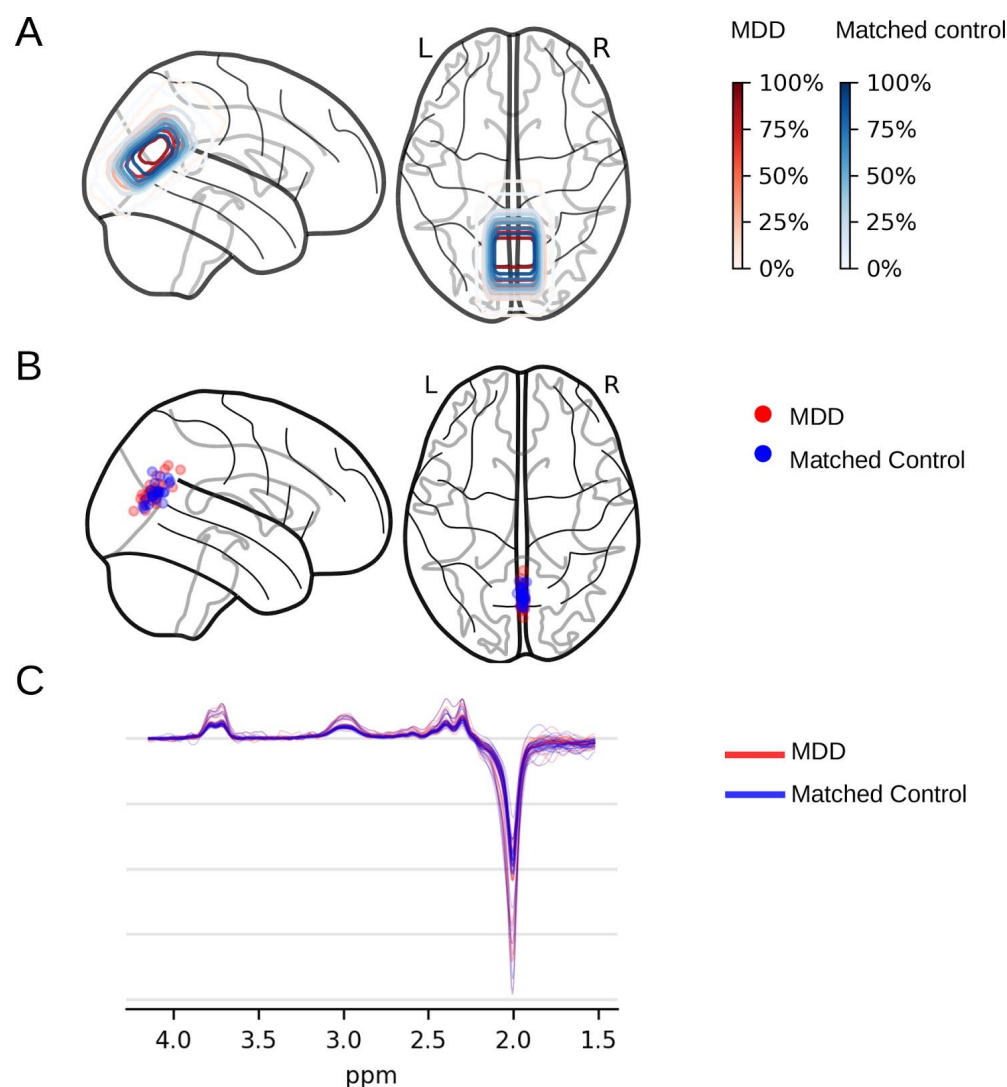 A
L
R
MDD
Matched control
100%
75%
50%
25%
0%
100%
75%
50%
25%
0%
B
L
R
MDD
Matched Control
C
MDD
Matched Control
4.0 3.5 3.0 2.5 2.0 1.5
ppm